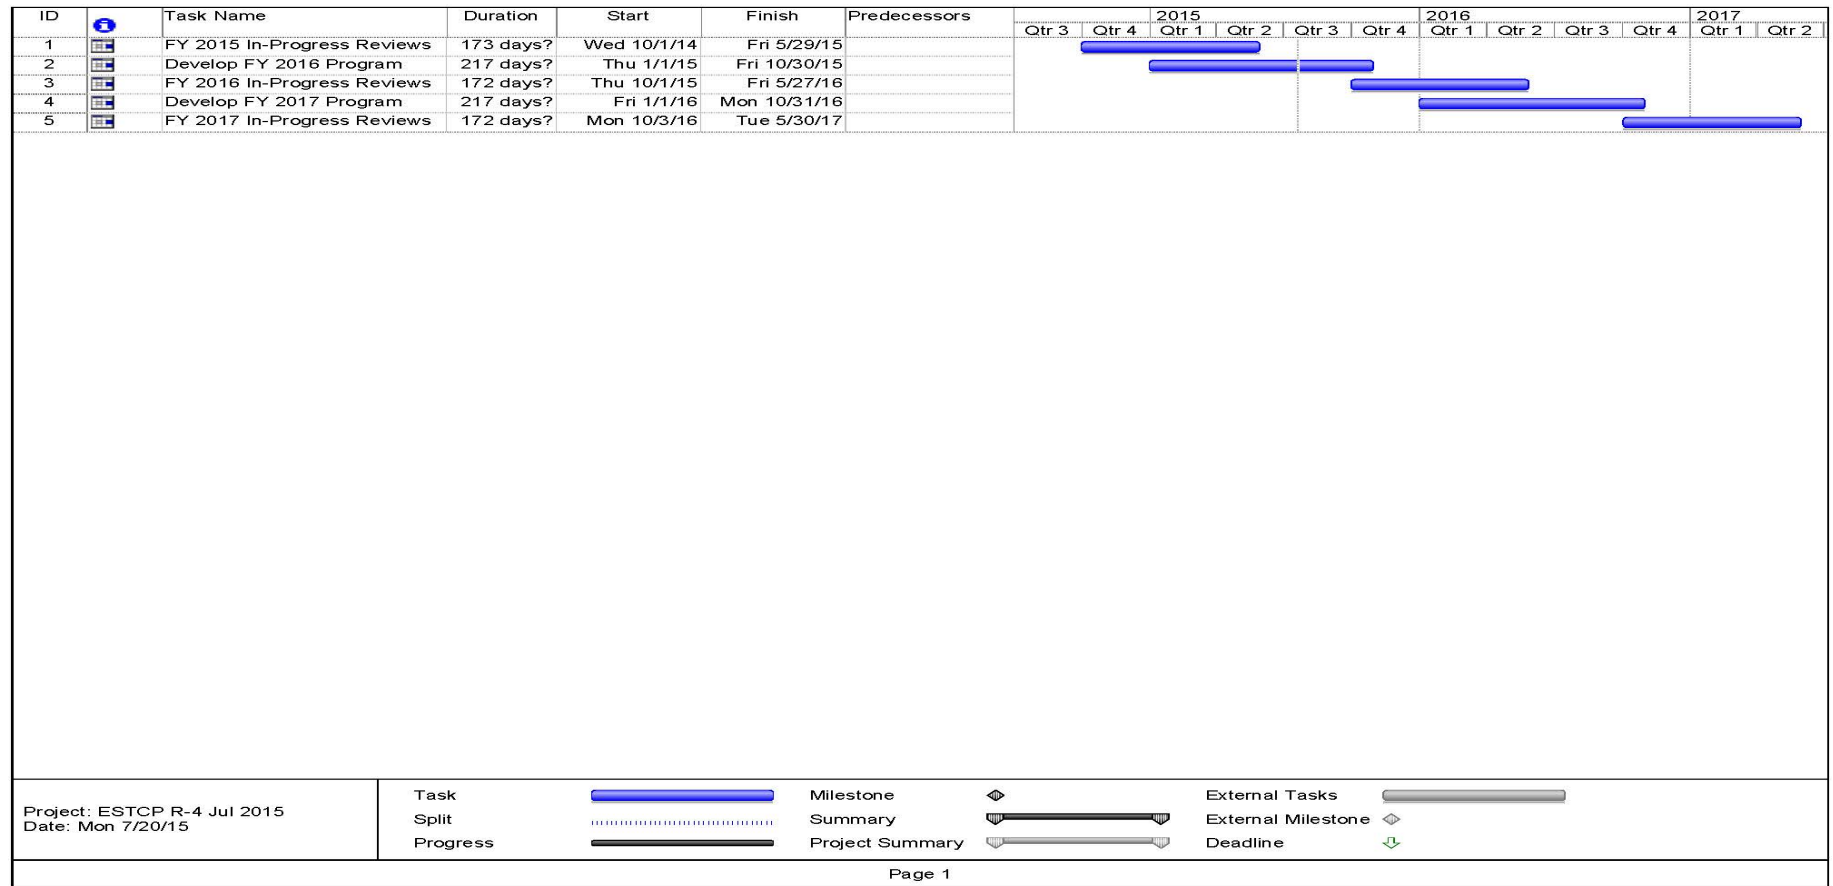 ID Task Name Duration Start Finish Predecessors 2015 2016 2017
Qtr 3 Qtr 4 Qtr 1 Qtr 2 Qtr 3 Qtr 4 Qtr 1 Qtr 2 Qtr 3 Qtr 4 Qtr 1 Qtr 2
1 FY 2015 In-Progress Reviews 173 days? Wed 10/1/14 Fri 5/29/15
2 Develop FY 2016 Program 217 days? Thu 1/1/15 Fri 10/30/15
3 FY 2016 In-Progress Reviews 172 days? Thu 10/1/15 Fri 5/27/16
4 Develop FY 2017 Program 217 days? Fri 1/1/16 Mon 10/31/16
5 FY 2017 In-Progress Reviews 172 days? Mon 10/3/16 Tue 5/30/17
Project: ESTCP R-4 Jul 2015
Date: Mon 7/20/15
Task Milestone External Tasks
Split Summary External Milestone
Progress Project Summary Deadline
Page 1